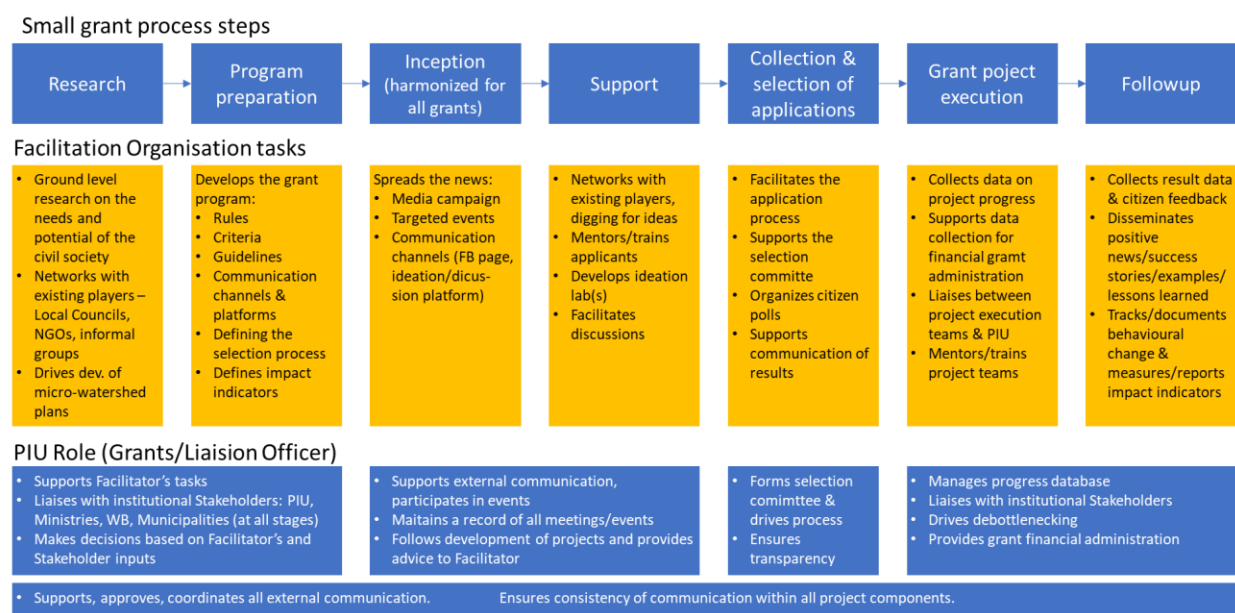 Small grant process steps
Research
Program
preparation
Inception
(harmonized for
all grants)
Support
Collection &
selection of
applications
Grant poject
execution
Followup
Facilitation Organisation tasks
• Ground level
research on the
needs and
potential of the
civil society
• Networks with
existing players –
Local Councils,
NGOs, informal
groups
• Drives dev. of
micro-watershed
plans
Develops the grant
program:
• Rules
• Criteria
• Guidelines
• Communication
channels &
platforms
• Defining the
selection process
• Defines impact
indicators
Spreads the news:
• Media campaign
• Targeted events
• Communication
channels (FB page,
ideation/dicus-
sion platform)
• Networks with
existing players,
digging for ideas
• Mentors/trains
applicants
• Develops ideation
lab(s)
• Facilitates
discussions
• Facilitates the
application
process
• Supports the
selection
committe
• Organizes citizen
polls
• Supports
communication of
results
• Collects data on
project progress
• Supports data
collection for
financial gramt
administration
• Liaises between
project execution
teams & PIU
• Mentors/trains
project teams
• Collects result data
& citizen feedback
• Disseminates
positive
news/success
stories/examples/
lessons learned
• Tracks/documents
behavioural
change &
measures/reports
impact indicators
PIU Role (Grants/Liaision Officer)
• Supports Facilitator's tasks
• Liaises with institutional Stakeholders: PIU,
Ministries, WB, Municipalities (at all stages)
• Makes decisions based on Facilitator's and
Stakeholder inputs
• Supports external communication,
participates in events
• Maitains a record of all meetings/events
• Follows development of projects and provides
advice to Facilitator
• Forms selection
comimttee &
drives process
• Ensures
transparency
• Manages progress database
• Liaises with institutional Stakeholders
• Drives debottlenecking
• Provides grant financial administration
• Supports, approves, coordinates all external communication. Ensures consistency of communication within all project components.